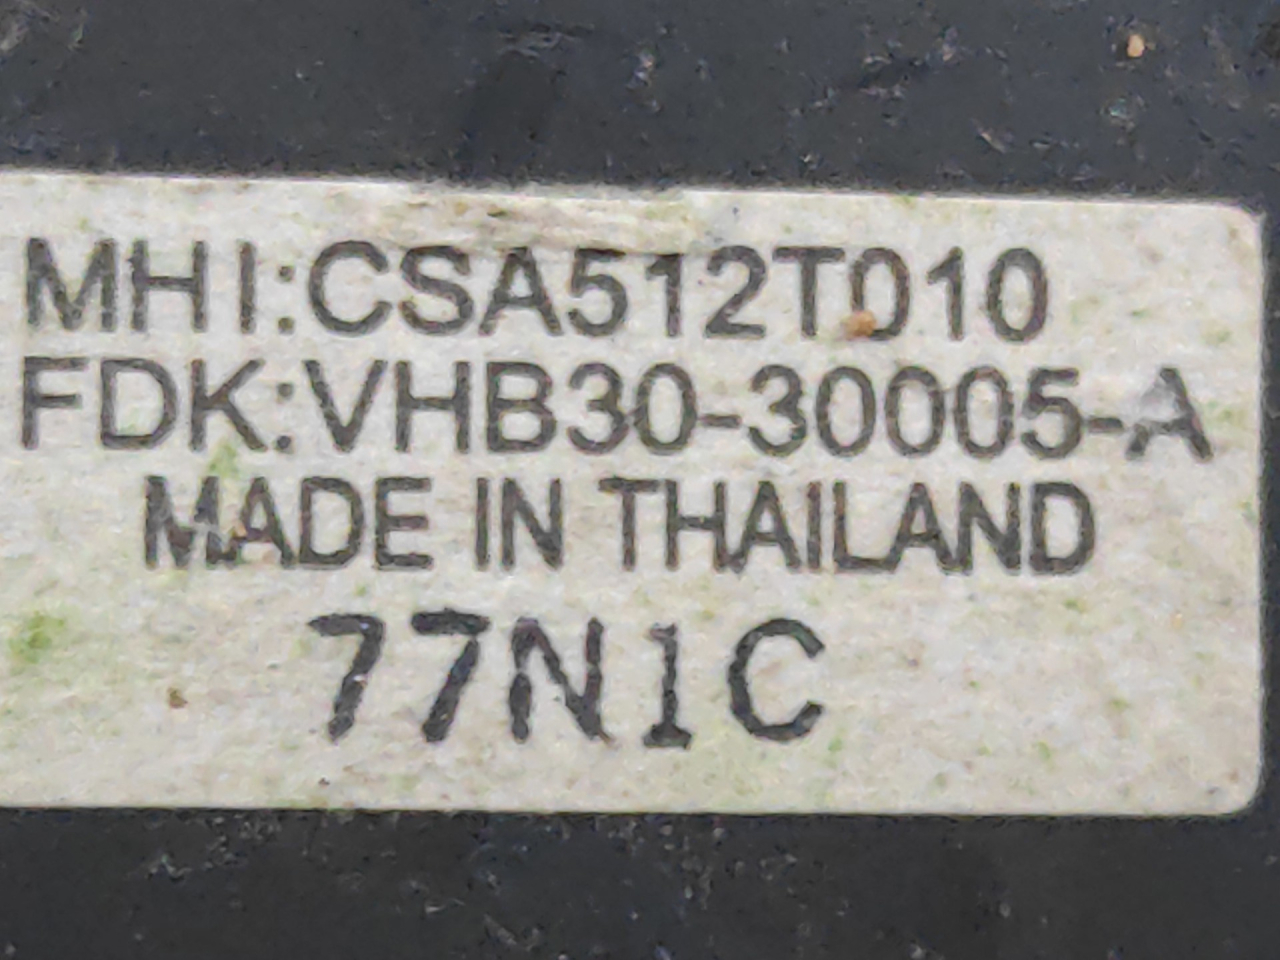 MHI:CSA512T010
FDK:VHB30-30005-A
MADE IN THAILAND
77N1C